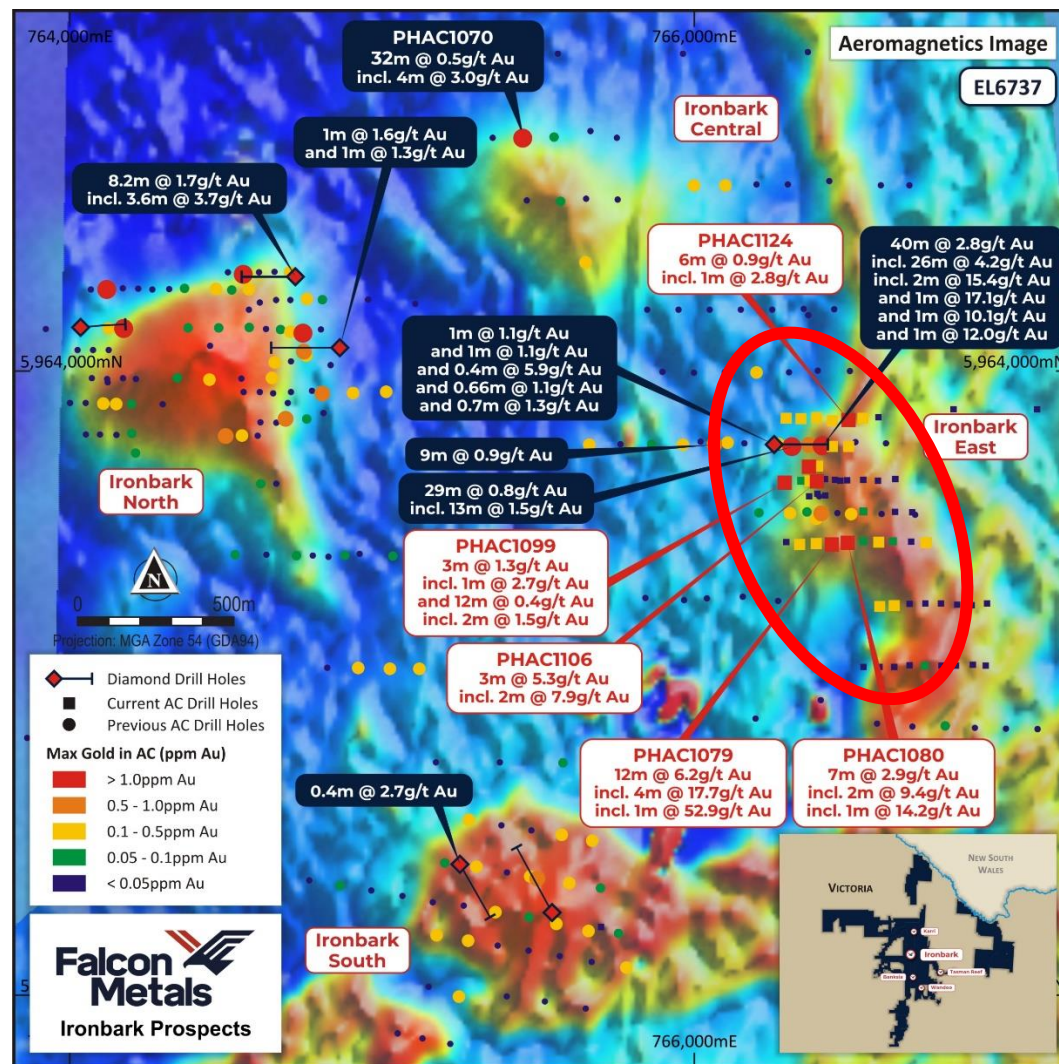 764,000mE
766,000mE
Aeromagnetics Image
EL6737
PHAC1070
32m @ 0.5g/t Au
incl. 4m @ 3.0g/t Au
Ironbark
Central
1m @ 1.6g/t Au
and 1m @ 1.3g/t Au
8.2m @ 1.7g/t Au
incl. 3.6m @ 3.7g/t Au
PHAC1124
6m @ 0.9g/t Au
incl. 1m @ 2.8g/t Au
40m @ 2.8g/t Au
incl. 26m @ 4.2g/t Au
incl. 2m @ 15.4g/t Au
and 1m @ 17.1g/t Au
and 1m @ 10.1g/t Au
and 1m @ 12.0g/t Au
1m @ 1.1g/t Au
and 1m @ 1.1g/t Au
and 0.4m @ 5.9g/t Au
and 0.66m @ 1.1g/t Au
and 0.7m @ 1.3g/t Au
5,964,000mN
5,964,000mN
Ironbark
East
9m @ 0.9g/t Au
29m @ 0.8g/t Au
incl. 13m @ 1.5g/t Au
Ironbark
North
PHAC1099
3m @ 1.3g/t Au
incl. 1m @ 2.7g/t Au
and 12m @ 0.4g/t Au
incl. 2m @ 1.5g/t Au
N
0 500m
Projection: MGA Zone 54 (GDA94)
PHAC1106
3m @ 5.3g/t Au
incl. 2m @ 7.9g/t Au
Diamond Drill Holes
Current AC Drill Holes
Previous AC Drill Holes
Max Gold in AC (ppm Au)
> 1.0ppm Au
0.5 - 1.0ppm Au
0.1 - 0.5ppm Au
0.05 - 0.1ppm Au
< 0.05ppm Au
PHAC1079
12m @ 6.2g/t Au
incl. 4m @ 17.7g/t Au
incl. 1m @ 52.9g/t Au
PHAC1080
7m @ 2.9g/t Au
incl. 2m @ 9.4g/t Au
incl. 1m @ 14.2g/t Au
0.4m @ 2.7g/t Au
Ironbark
South
Falcon
Metals
Ironbark Prospects
766,000mE
NEW SOUTH
WALES
VICTORIA
Karri
Ironbark
Tasman Reef
Banksia
Wandoo